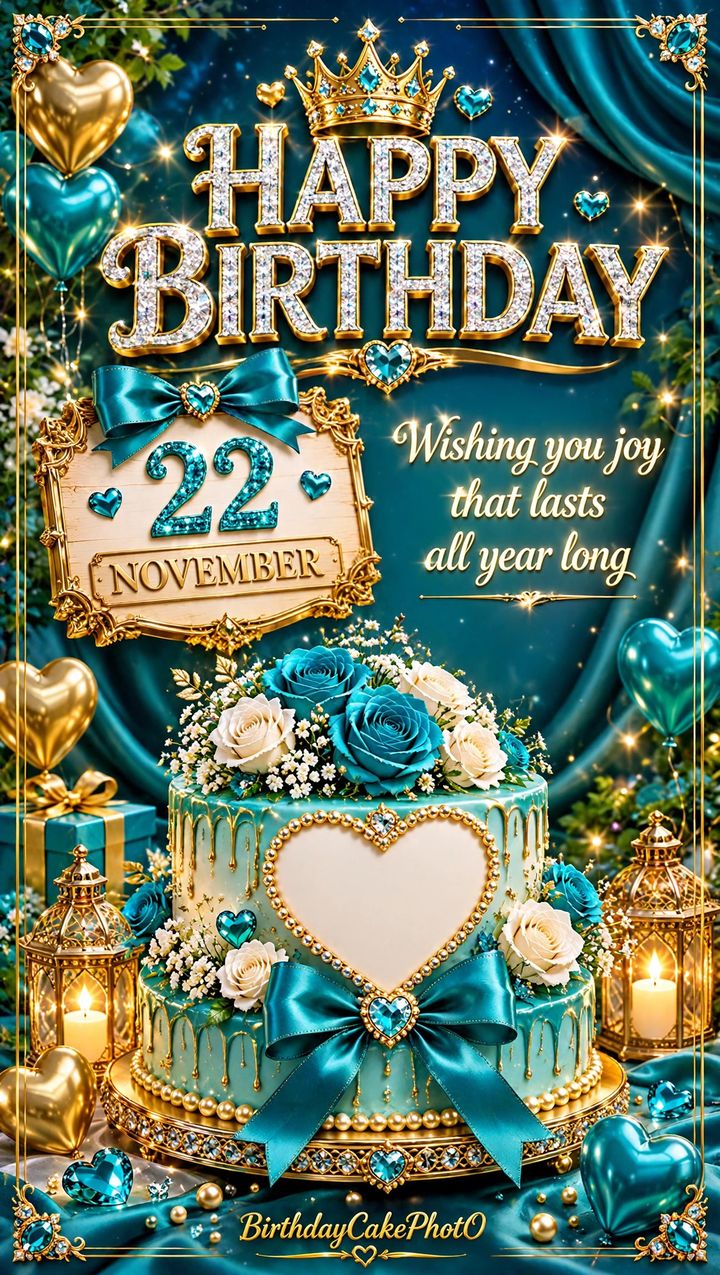 HAPPY
BIRTHDAY
22
NOVEMBER
Wishing you joy
that lasts
all year long
BirthdayCakePhotO